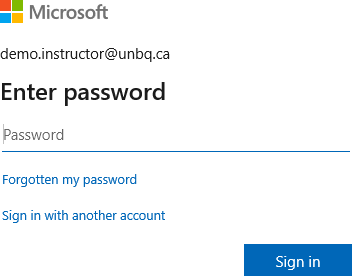 Microsoft
demo.instructor@unbq.ca
Enter password
Password
Forgotten my password
Sign in with another account
Sign in